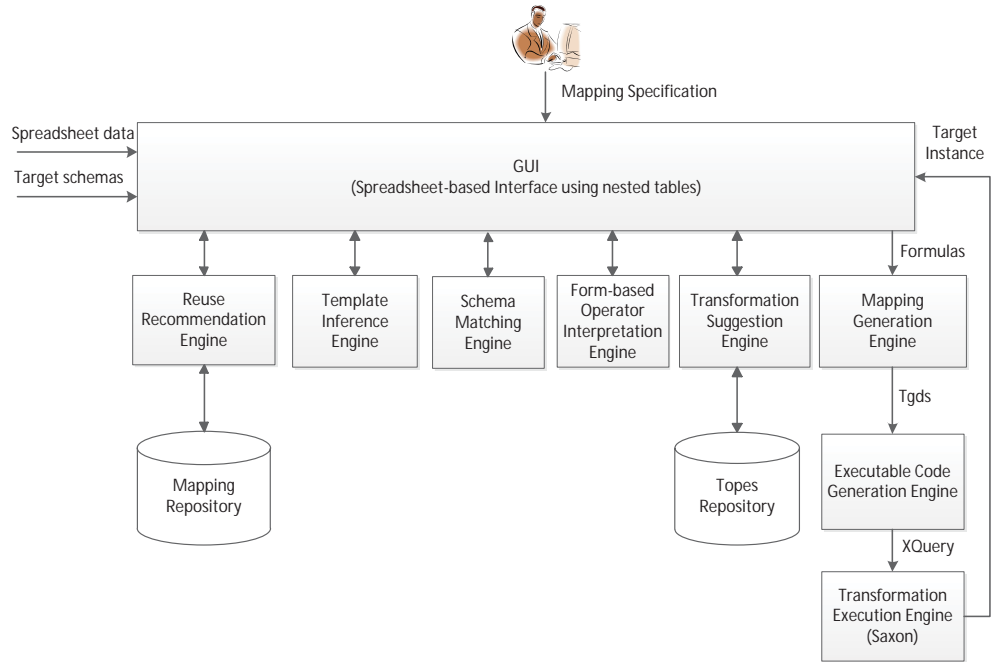 Mapping Specification
Spreadsheet data
Target schemas
Target
Instance
GUI
(Spreadsheet-based Interface using nested tables)
Formulas
Reuse
Recommendation
Engine
Template
Inference
Engine
Schema
Matching
Engine
Form-based
Operator
Interpretation
Engine
Transformation
Suggestion
Engine
Mapping
Generation
Engine
Tgds
Mapping
Repository
Topes
Repository
Executable Code
Generation Engine
XQuery
Transformation
Execution Engine
(Saxon)